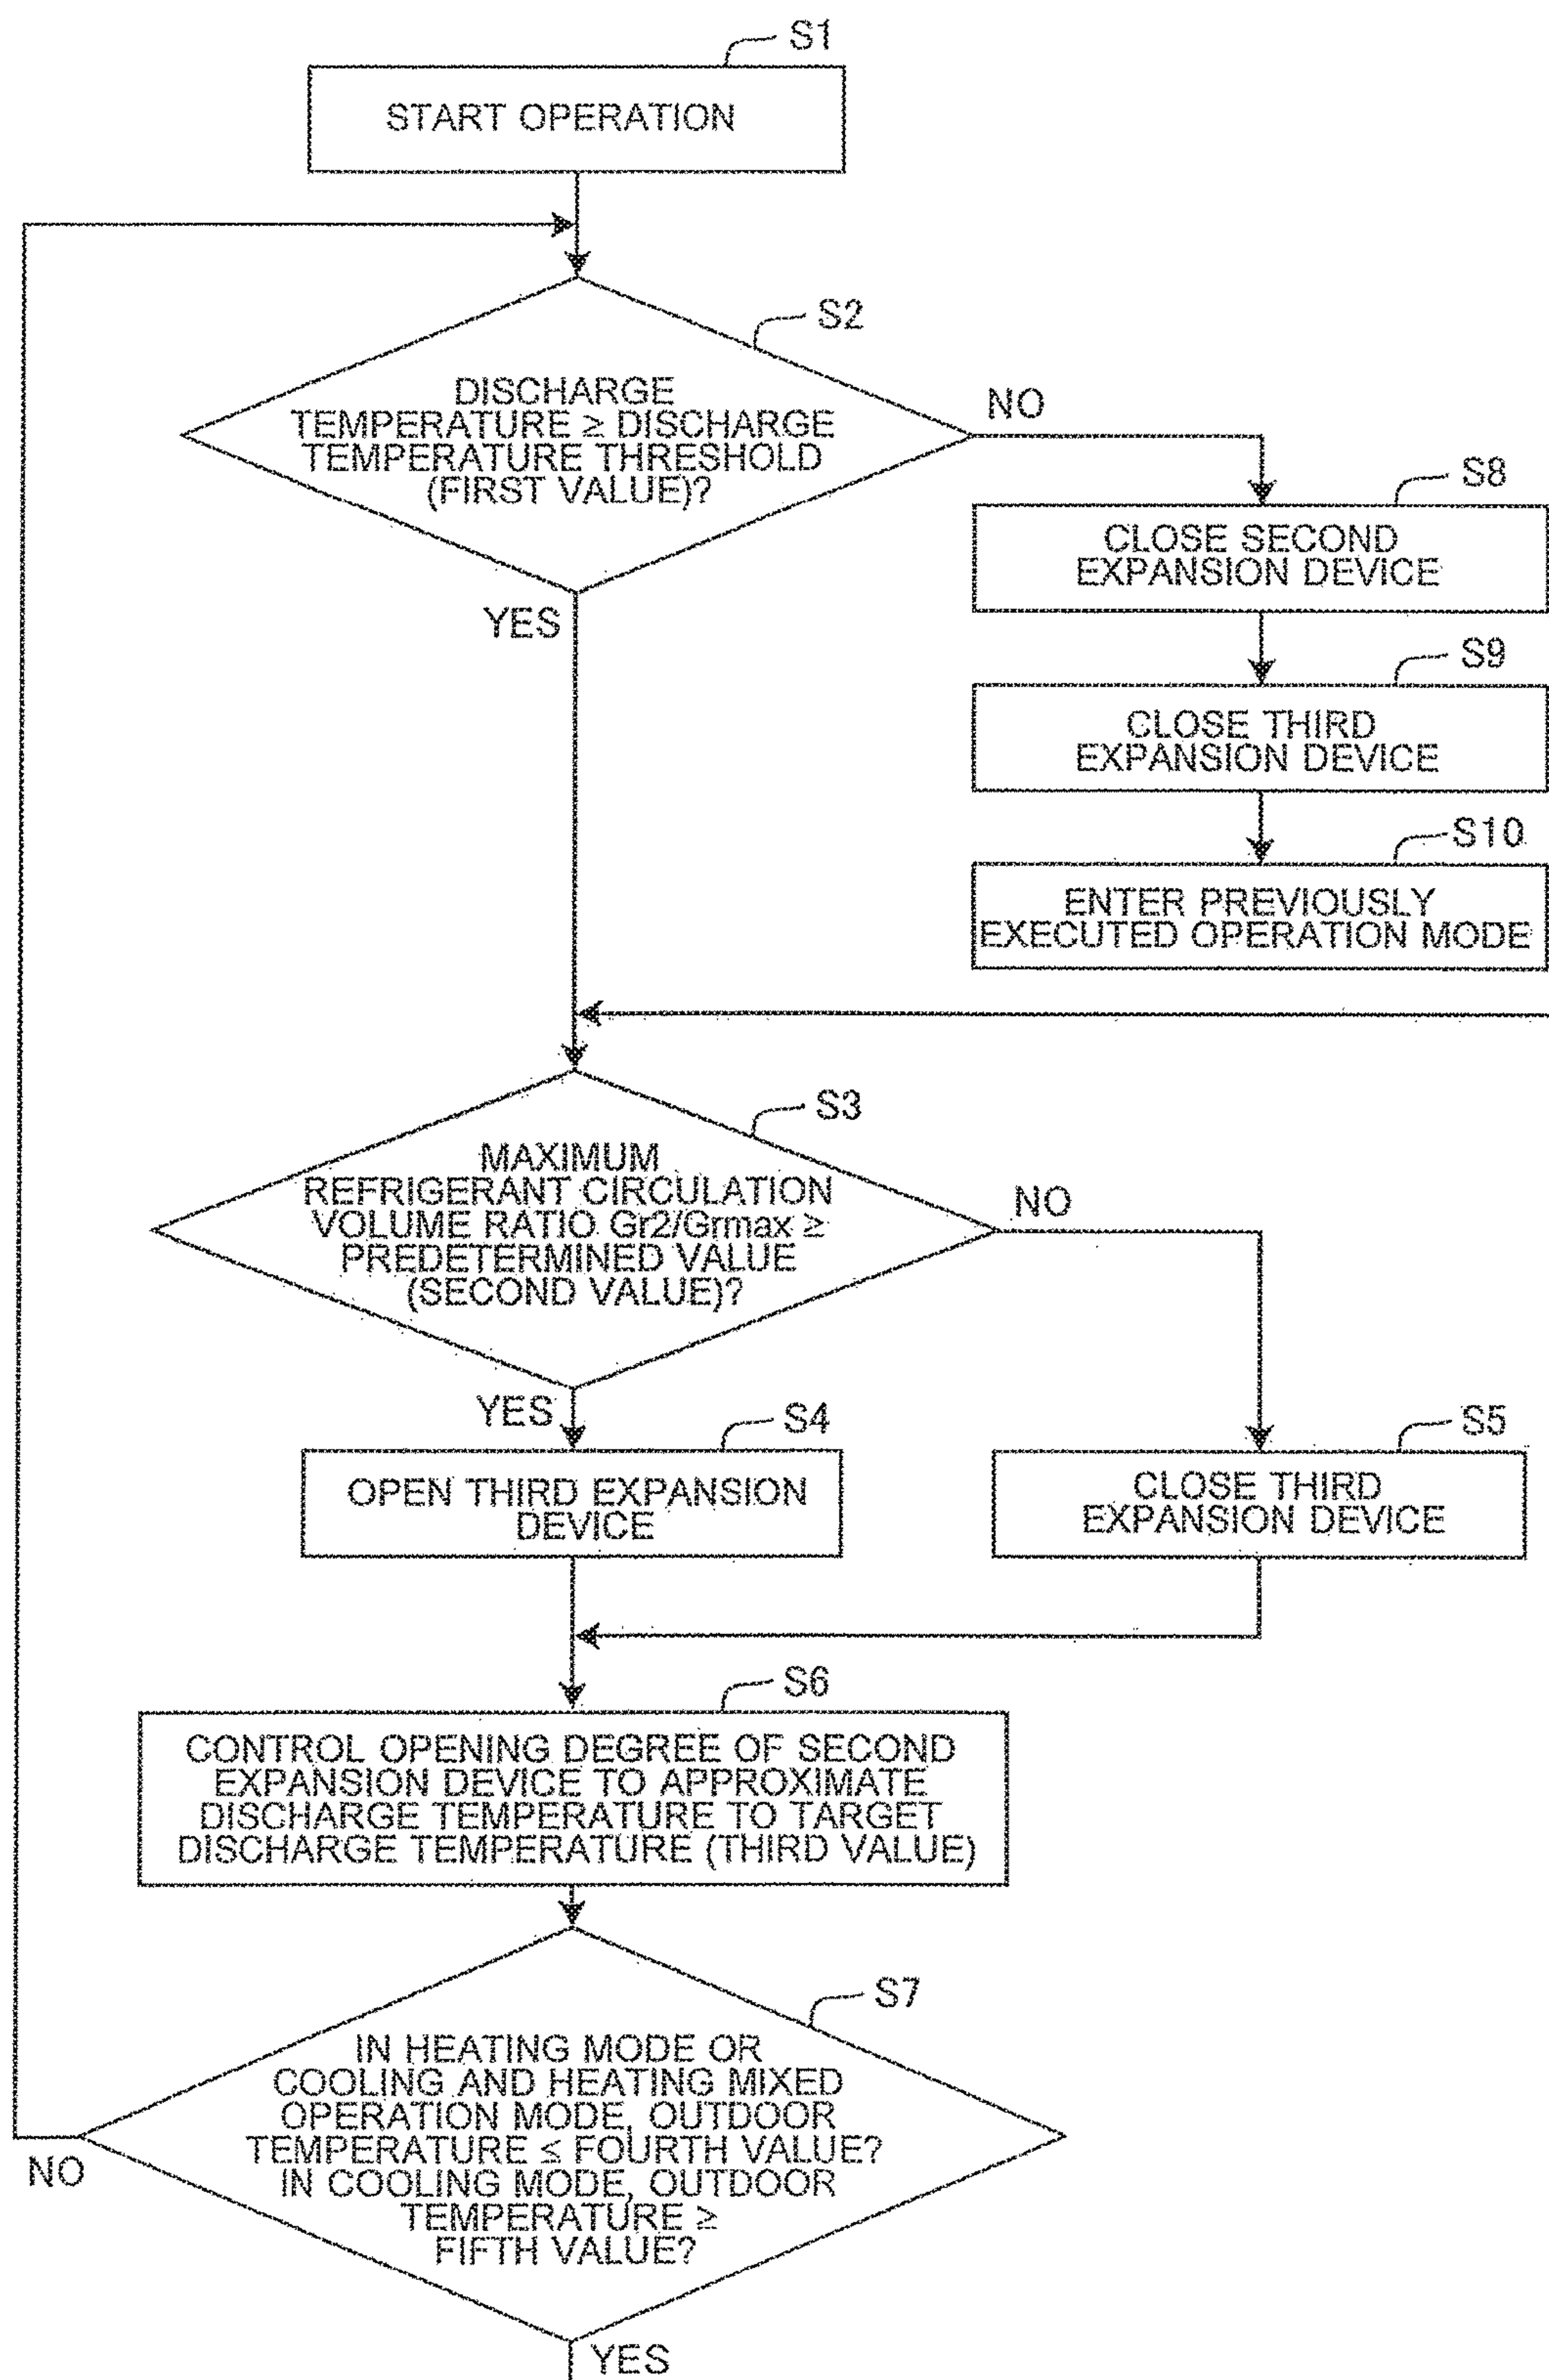 S1
START OPERATION
S2
DISCHARGE
TEMPERATURE ≥ DISCHARGE
TEMPERATURE THRESHOLD
(FIRST VALUE)?
NO
YES
S8
CLOSE SECOND
EXPANSION DEVICE
S9
CLOSE THIRD
EXPANSION DEVICE
S10
ENTER PREVIOUSLY
EXECUTED OPERATION MODE
S3
MAXIMUM
REFRIGERANT CIRCULATION
VOLUME RATIO Gr2/Grmax ≥
PREDETERMINED VALUE
(SECOND VALUE)?
NO
YES
S4
OPEN THIRD EXPANSION
DEVICE
S5
CLOSE THIRD
EXPANSION DEVICE
S6
CONTROL OPENING DEGREE OF SECOND
EXPANSION DEVICE TO APPROXIMATE
DISCHARGE TEMPERATURE TO TARGET
DISCHARGE TEMPERATURE (THIRD VALUE)
S7
IN HEATING MODE OR
COOLING AND HEATING MIXED
OPERATION MODE, OUTDOOR
TEMPERATURE ≤ FOURTH VALUE?
IN COOLING MODE, OUTDOOR
TEMPERATURE ≥
FIFTH VALUE?
NO
YES